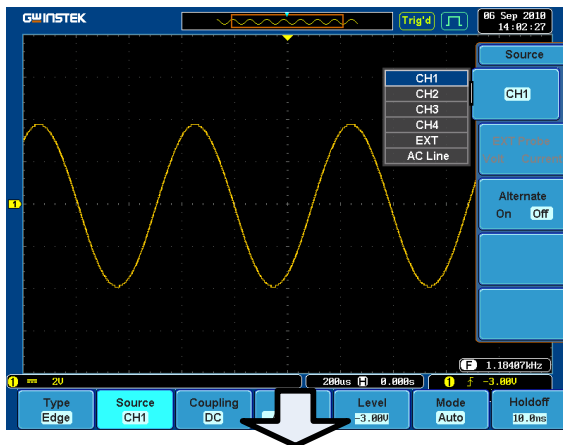 GWINSTEK
Trig'd
06 Sep 2010
14:02:27
Source
CH1
CH1
CH2
CH3
CH4
EXT
AC Line
Alternate
On Off
1
F 1.18407kHz
1 2V
200us H 0.000s
1 -3.00V
Type
Edge
Source
CH1
Coupling
DC
Level
-3.00V
Mode
Auto
Holdoff
10.0ns